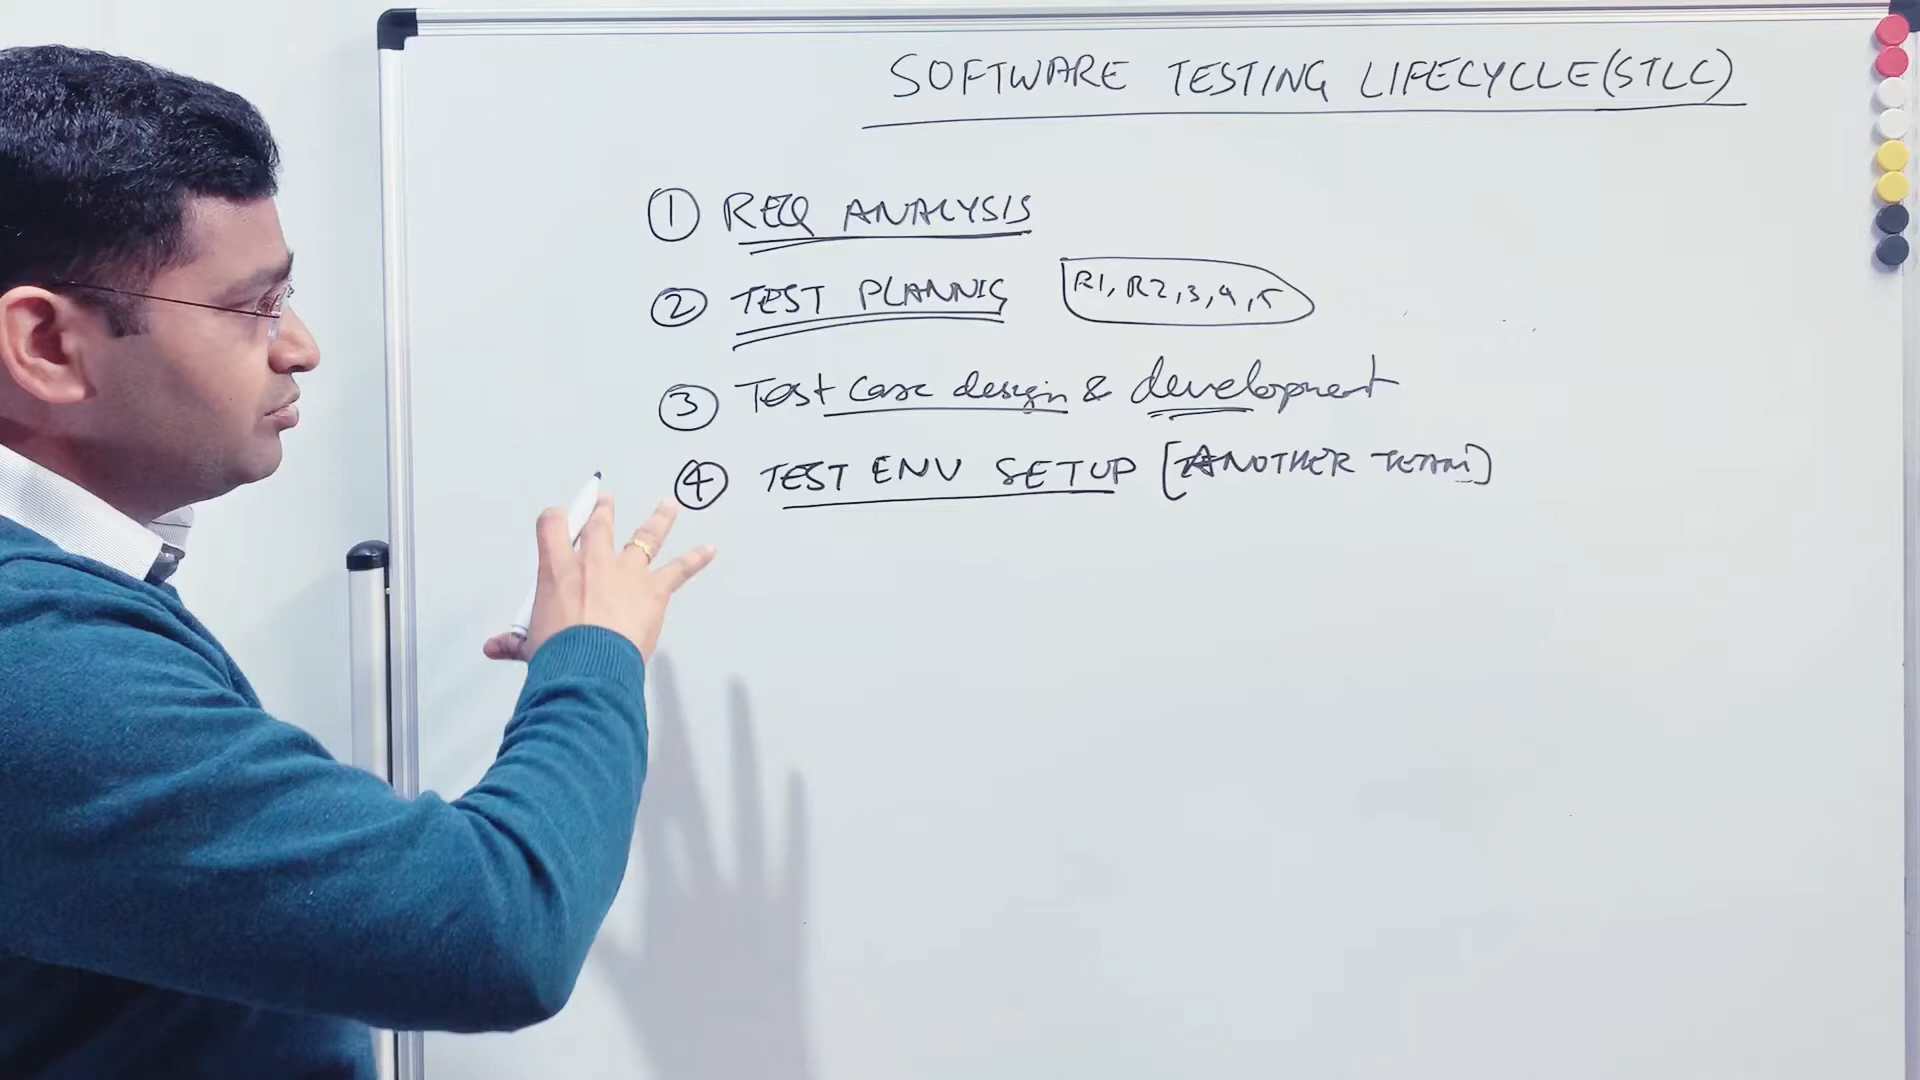 SOFTWARE TESTING LIFECYCLE (STLC)
① REQ ANALYSIS
② TEST PLANNIG R1, R2, 3, 4, 5
③ Test case design & development
④ TEST ENV SETUP [ANOTHER TEAM]